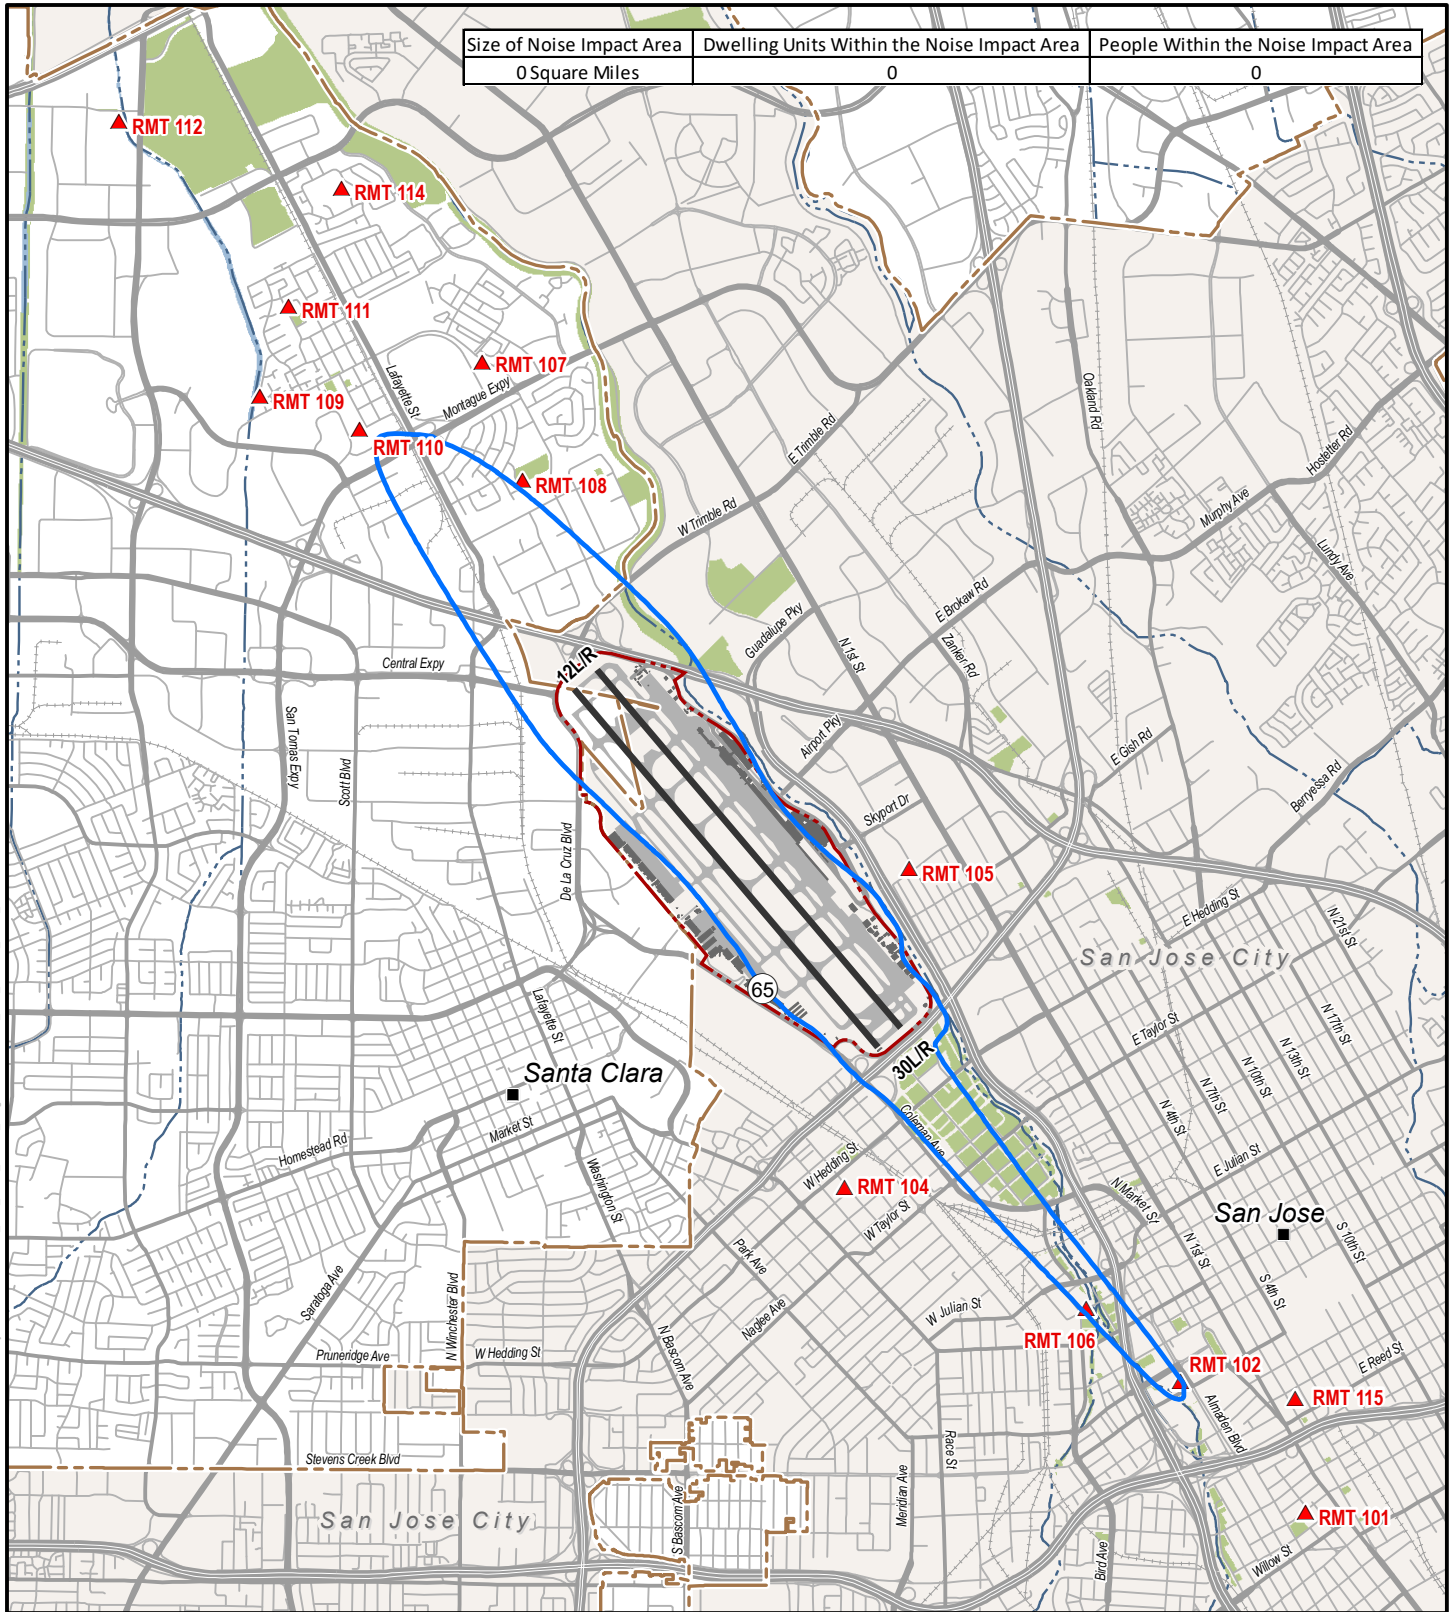 Size of Noise Impact Area Dwelling Units Within the Noise Impact Area People Within the Noise Impact Area
0 Square Miles 0 0
RMT 112
RMT 114
RMT 111
RMT 107
Lafayette St
Montague Expy
RMT 109
RMT 110
RMT 108
Oakland Rd
E Trimble Rd
Hostetter Rd
W Trimble Rd
Murphy Ave
Lundy Ave
E Brokaw Rd
Guadalupe Pky
N 1st St
Zanker Rd
Central Expy
12L/R
San Tomas Expy
Scott Blvd
Airport Pky
E Gish Rd
Berryessa Rd
Skyport Dr
De La Cruz Blvd
RMT 105
E Hedding St
N 21st St
San Jose City
65
Lafayette St
E Taylor St
N 17th St
N 13th St
N 10th St
N 7th St
N 4th St
30L/R
Santa Clara
Market St
Coleman Ave
Homestead Rd
W Hedding St
E Julian St
Washington St
RMT 104
N Market St
W Taylor St
San Jose
Park Ave
N 1st St
S 10th St
Saratoga Ave
N Winchester Blvd
S 4th St
Naglee Ave
W Julian St
RMT 106
Pruneridge Ave
W Hedding St
N Bascom Ave
E Reed St
RMT 102
RMT 115
Almaden Blvd
Stevens Creek Blvd
Race St
Meridian Ave
San Jose City
S Bascom Ave
RMT 101
Bird Ave
Willow St